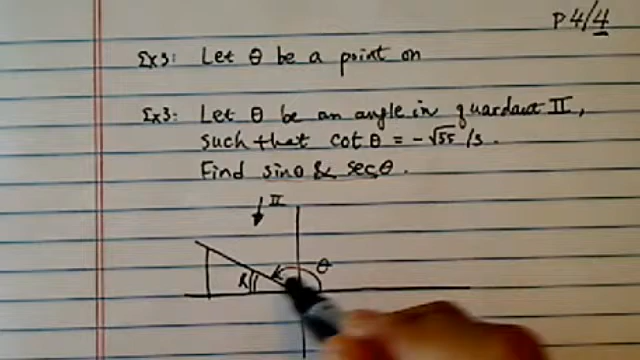 P4/4
Ex3: Let θ be a point on
Ex3: Let θ be an angle in quardant II,
such that cot θ = -√55 /3.
Find sinθ & secθ.
II
R
θ